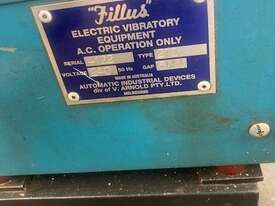 "Fillus"
ELECTRIC VIBRATORY
EQUIPMENT
A.C. OPERATION ONLY
SERIAL TYPE
VOLTAGE 50 Hz GAP
MADE IN AUSTRALIA
AUTOMATIC INDUSTRIAL DEVICES
div of V. ARNOLD PTY. LTD.
MELBOURNE